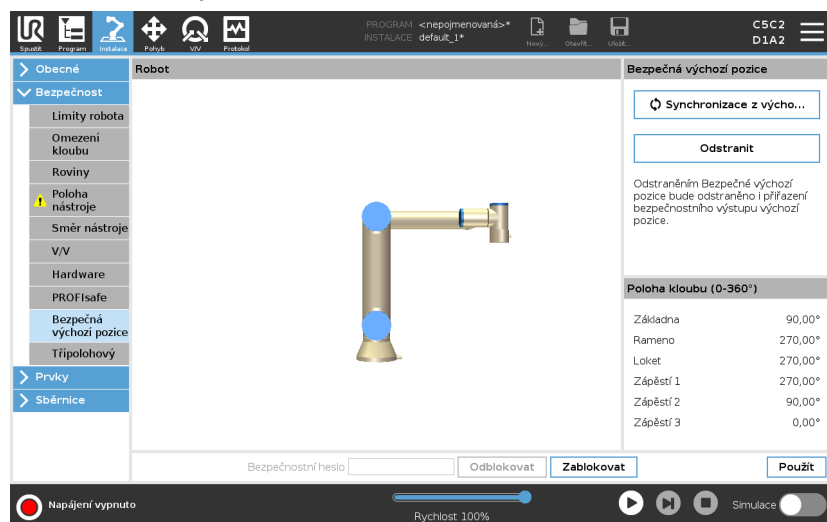 UR
PROGRAM <nepojmenovaná>*
INSTALACE default_1*
C5C2
D1A2
Spustit Program Instalace Pohyb V/V Protokol Nový... Otevřít... Uložit...
Obecné
Bezpečnost
Limity robota
Omezení
kloubu
Roviny
Poloha
nástroje
Směr nástroje
V/V
Hardware
PROFIsafe
Bezpečná
výchozí pozice
Třípolohový
Prvky
Sběrnice
Robot
Bezpečná výchozí pozice
Synchronizace z výcho...
Odstranit
Odstraněním Bezpečné výchozí
pozice bude odstraněno i přiřazení
bezpečnostního výstupu výchozí
pozice.
Poloha kloubu (0-360°)
Základna 90,00°
Rameno 270,00°
Loket 270,00°
Zápěstí 1 270,00°
Zápěstí 2 90,00°
Zápěstí 3 0,00°
Bezpečnostní heslo Odblokovat Zablokovat Použít
Napájení vypnuto
Rychlost 100%
Simulace